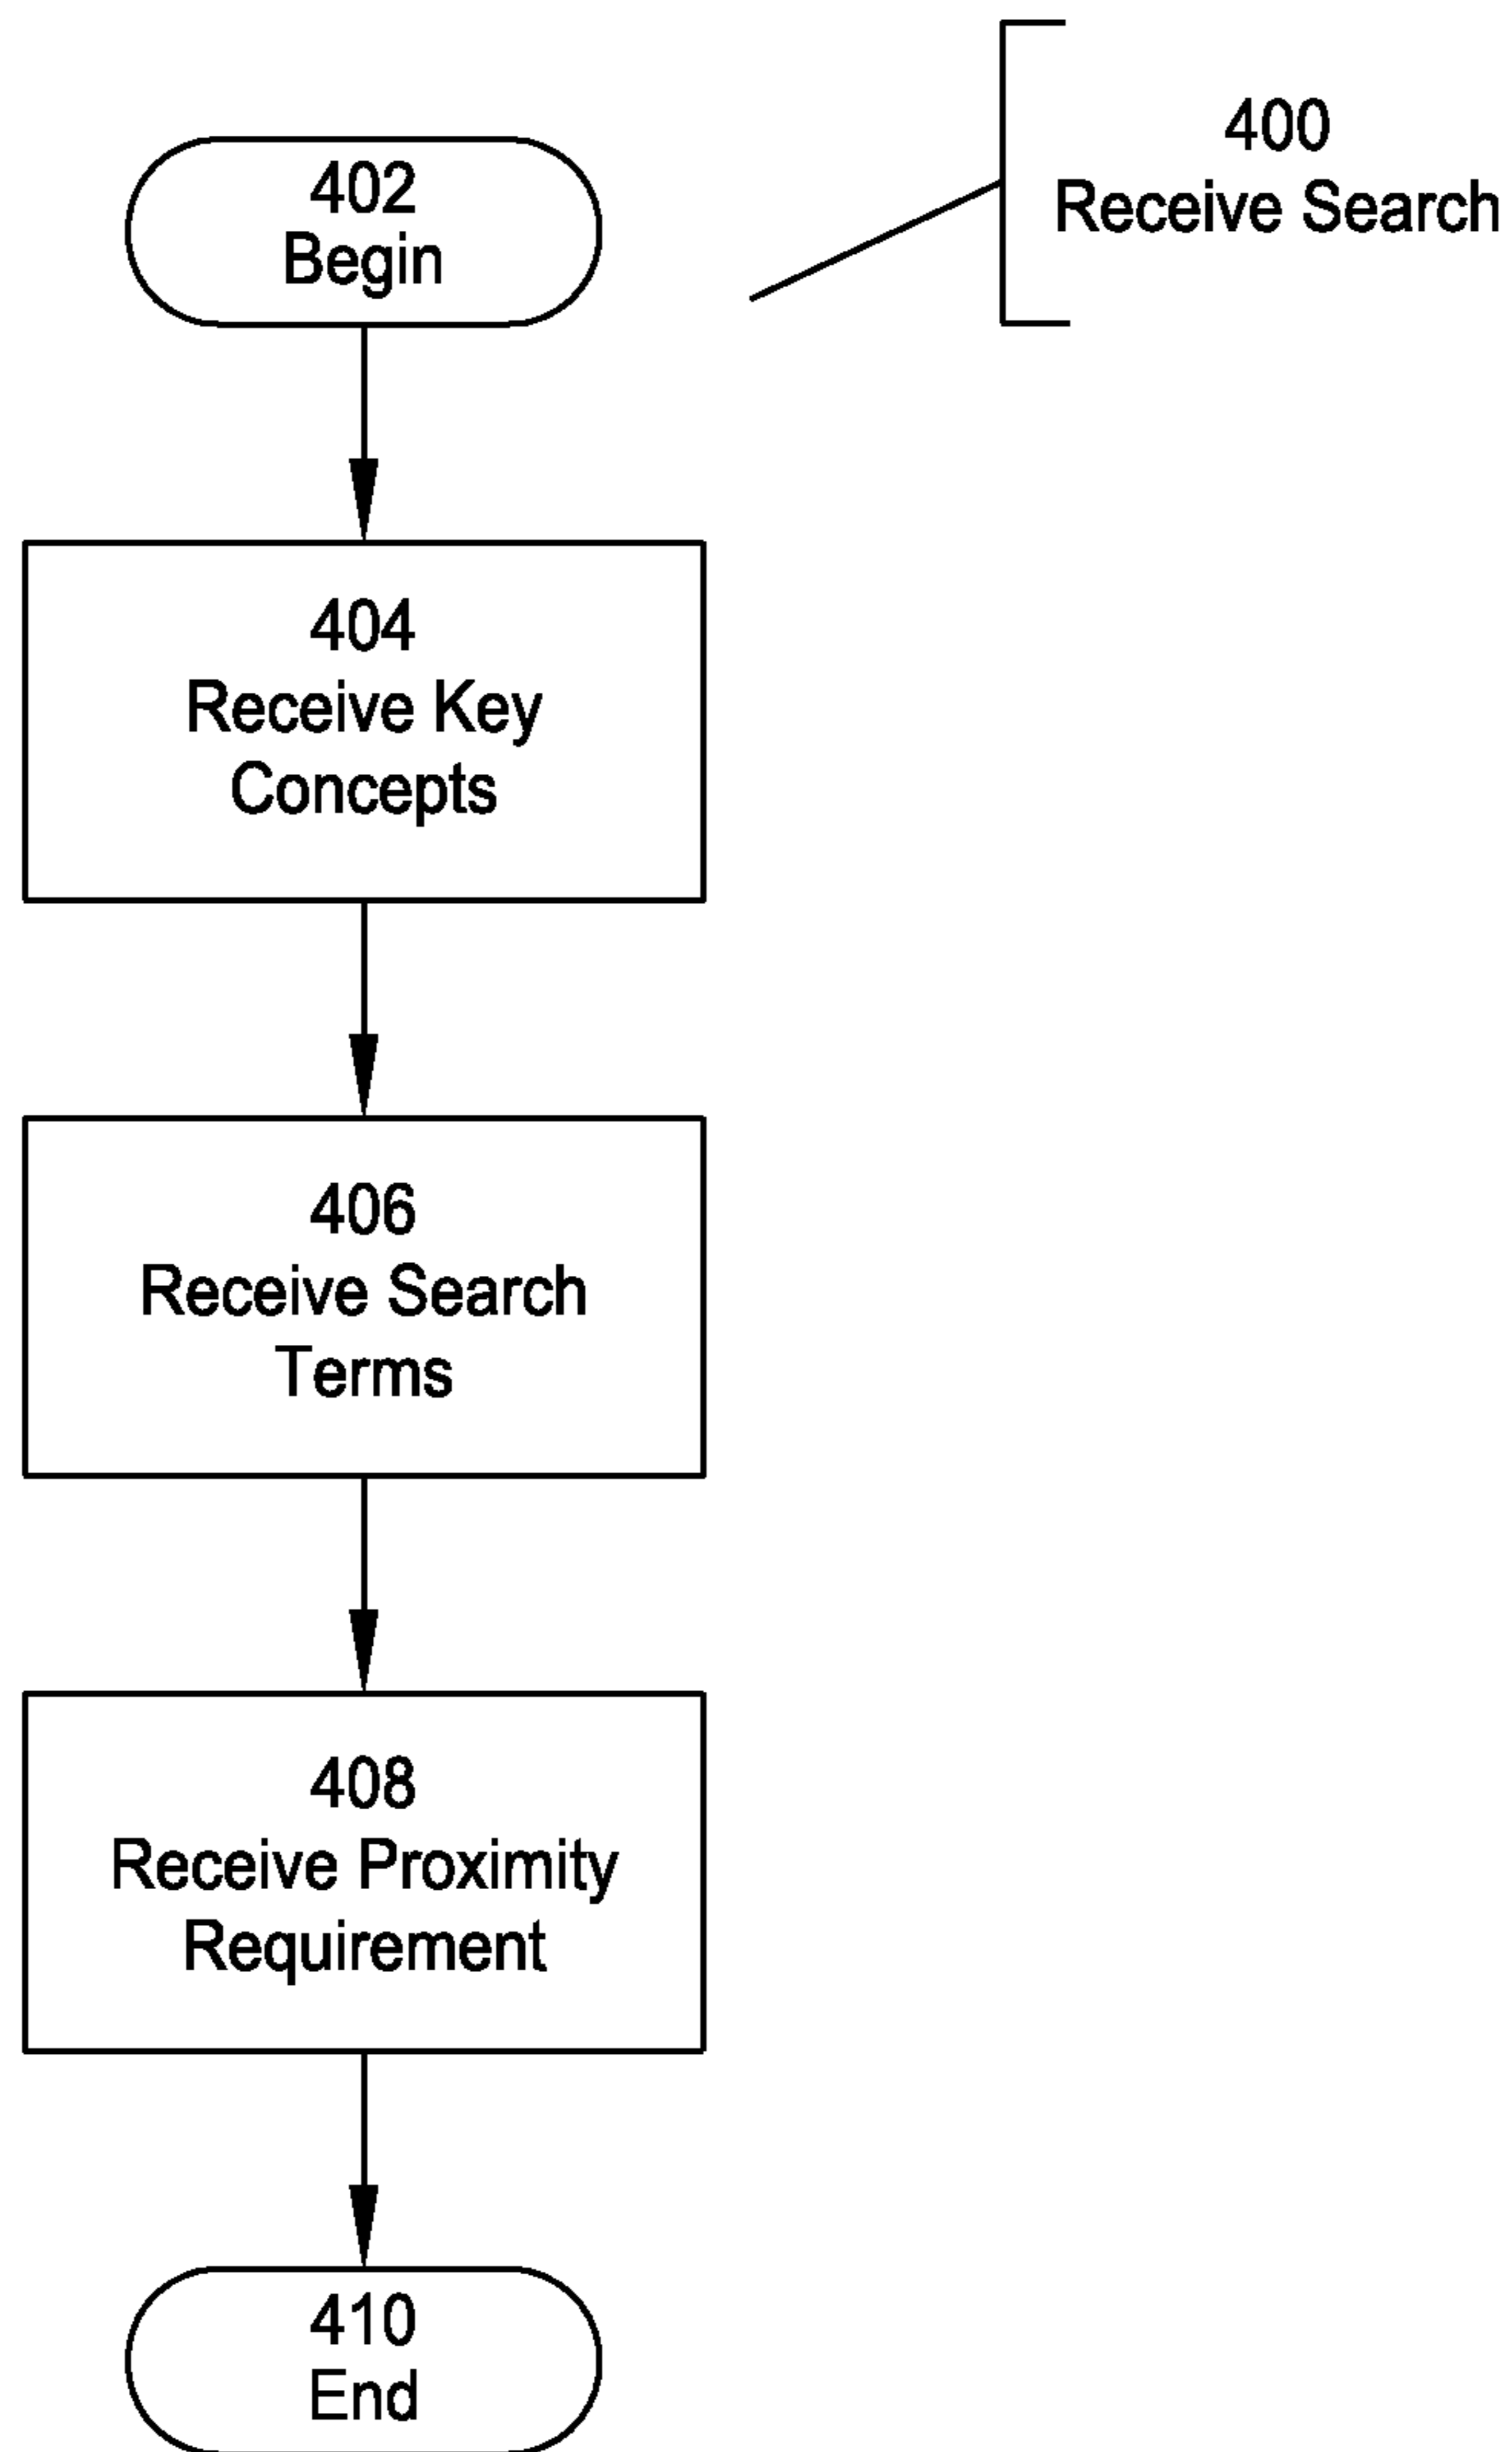 400
Receive Search
402
Begin
404
Receive Key
Concepts
406
Receive Search
Terms
408
Receive Proximity
Requirement
410
End